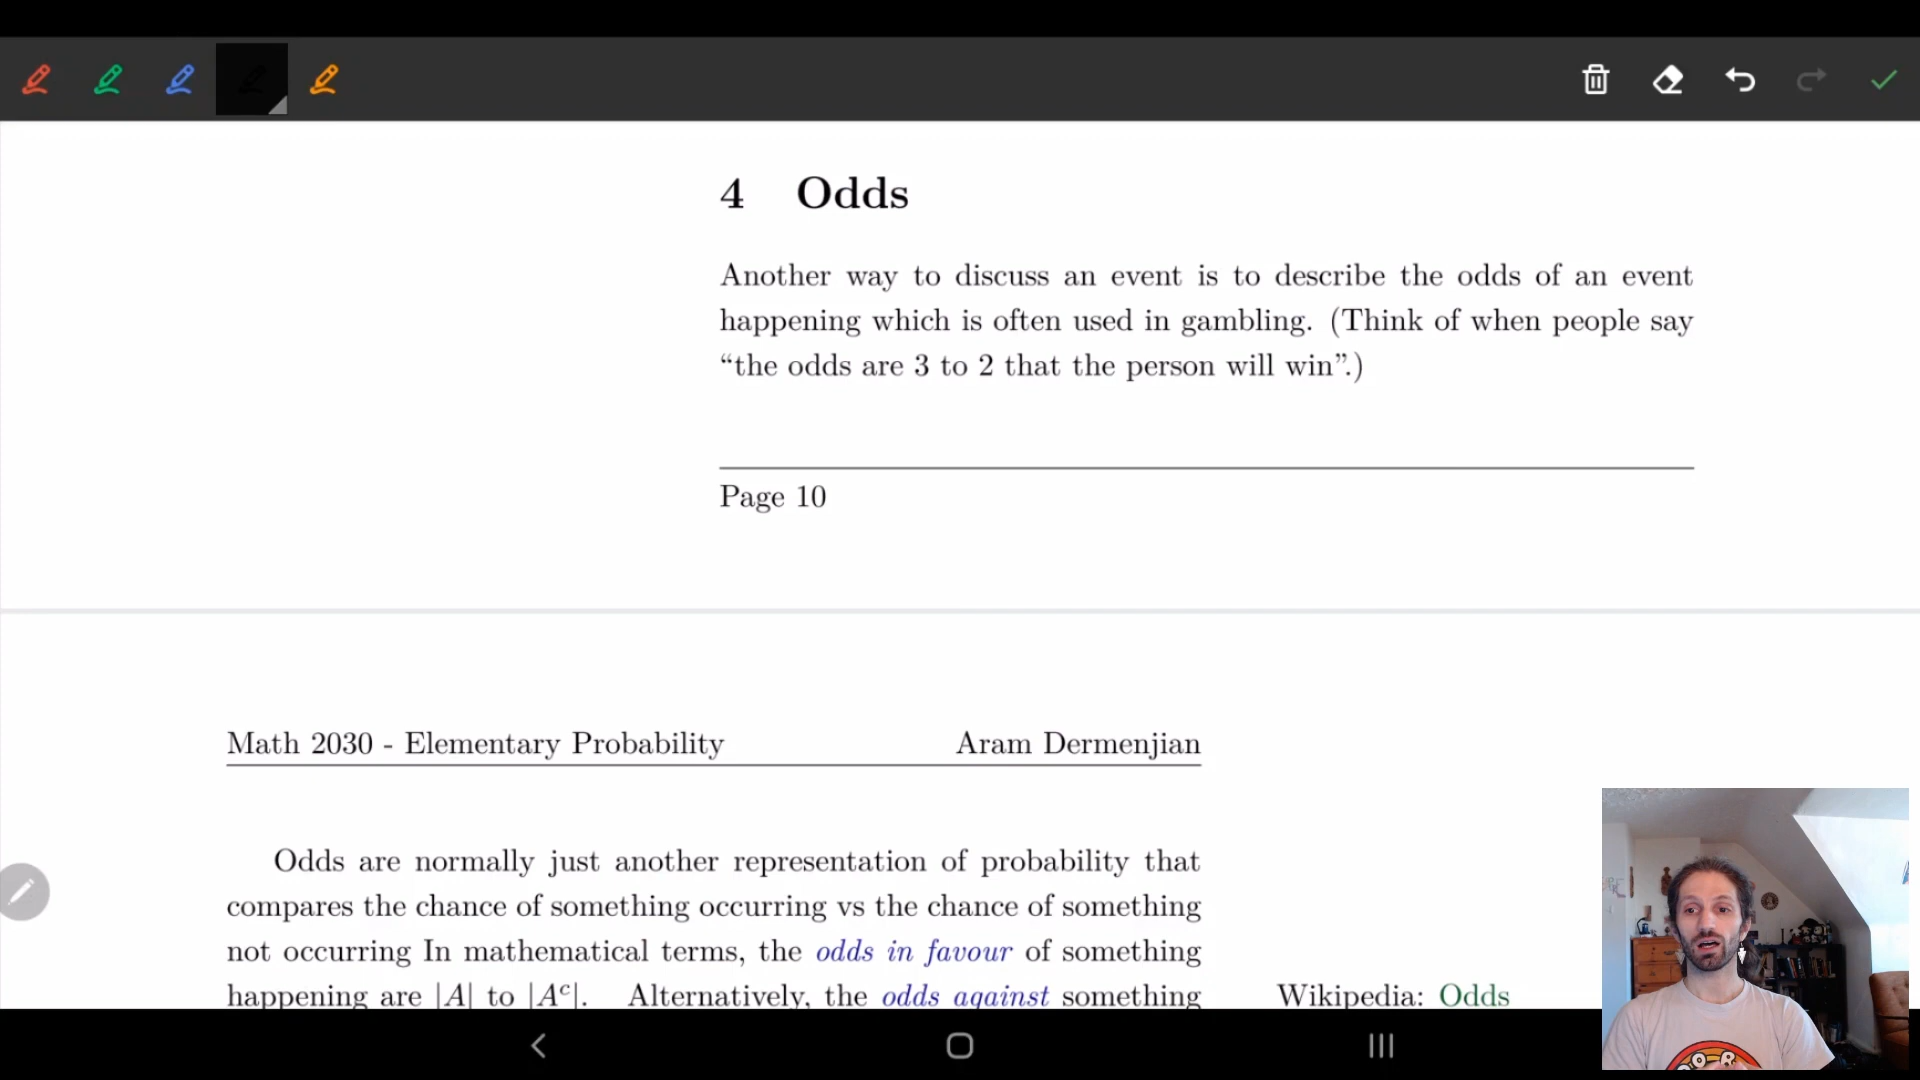 4 Odds
Another way to discuss an event is to describe the odds of an event
happening which is often used in gambling. (Think of when people say
“the odds are 3 to 2 that the person will win”.)
Page 10
Math 2030 - Elementary Probability Aram Dermenjian
Odds are normally just another representation of probability that
compares the chance of something occurring vs the chance of something
not occurring In mathematical terms, the odds in favour of something
happening are |A| to |Aᶜ|. Alternatively, the odds against something
Wikipedia: Odds